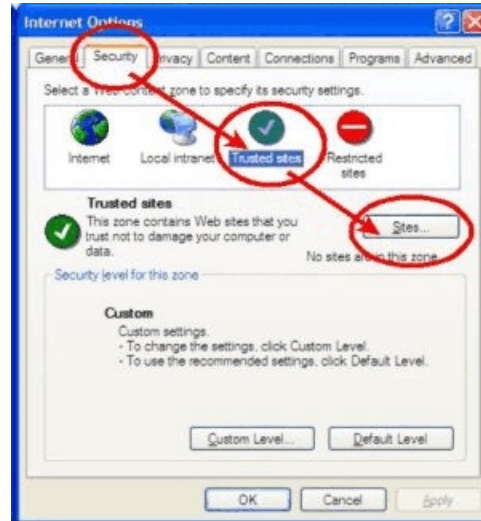 Internet Options
General Security Privacy Content Connections Programs Advanced
Select a Web content zone to specify its security settings.
Internet Local intranet Trusted sites Restricted
sites
Trusted sites
This zone contains Web sites that you
trust not to damage your computer or
data.
Sites...
No sites are in this zone.
Security level for this zone
Custom
Custom settings.
- To change the settings, click Custom Level.
- To use the recommended settings, click Default Level.
Custom Level... Default Level
OK Cancel Apply